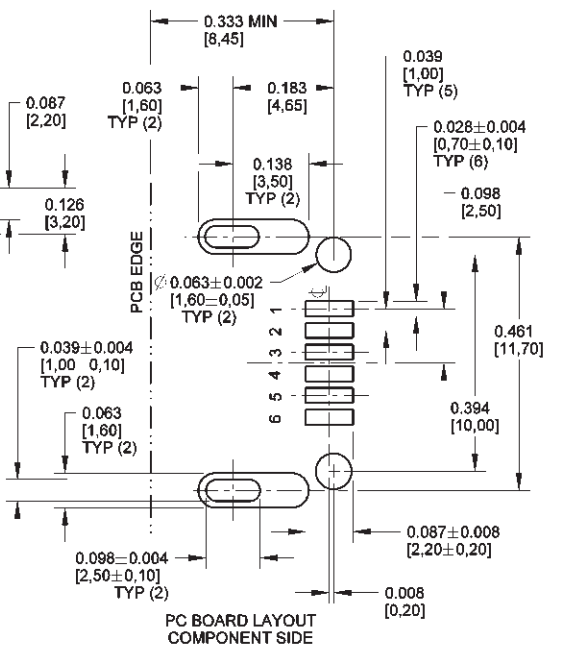 0.333 MIN
[8,45]
0.039
[1,00]
TYP (5)
0.063
[1,60]
TYP (2)
0.183
[4,65]
0.087
[2,20]
0.028±0.004
[0,70±0,10]
TYP (6)
0.138
[3,50]
TYP (2)
0.126
[3,20]
0.098
[2,50]
PCB EDGE
Ø 0.063±0.002
[1,60±0,05]
TYP (2)
1
2
3
4
5
6
0.461
[11,70]
0.039±0.004
[1,00 0,10]
TYP (2)
0.394
[10,00]
0.063
[1,60]
TYP (2)
0.087±0.008
[2,20±0,20]
0.098±0.004
[2,50±0,10]
TYP (2)
0.008
[0,20]
PC BOARD LAYOUT
COMPONENT SIDE